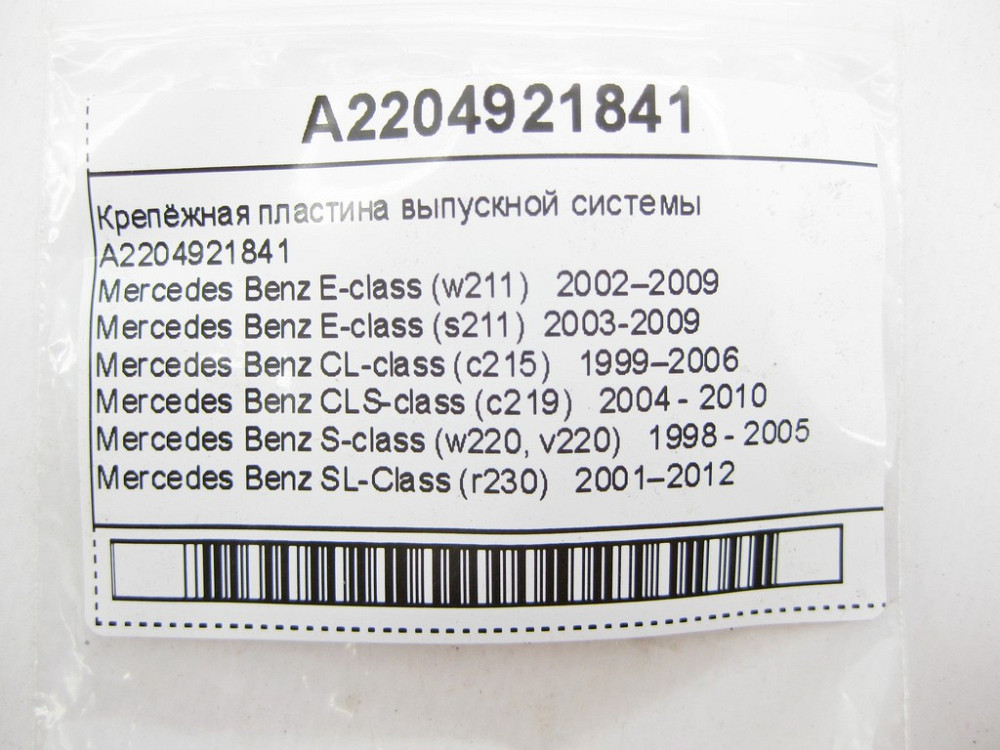 A2204921841
Крепёжная пластина выпускной системы
A2204921841
Mercedes Benz E-class (w211) 2002–2009
Mercedes Benz E-class (s211) 2003-2009
Mercedes Benz CL-class (c215) 1999–2006
Mercedes Benz CLS-class (c219) 2004 - 2010
Mercedes Benz S-class (w220, v220) 1998 - 2005
Mercedes Benz SL-Class (r230) 2001–2012